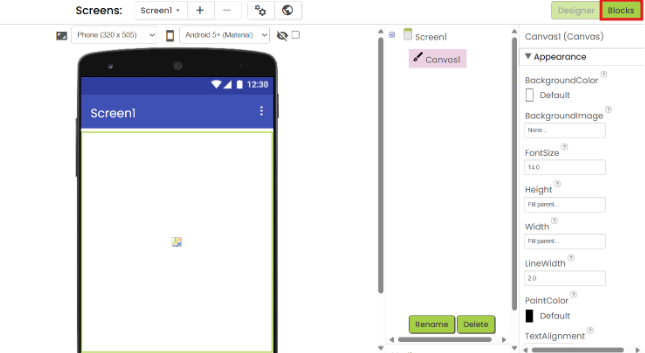 Screens: Screen1 + −
Designer Blocks
Phone (320 x 505) Android 5+ (Material)
12:30
Screen1
Screen1
Canvas1
Rename Delete
Canvas1 (Canvas)
Appearance
BackgroundColor ?
Default
BackgroundImage ?
None...
FontSize ?
14.0
Height ?
Fill parent...
Width ?
Fill parent...
LineWidth ?
2.0
PaintColor ?
Default
TextAlignment ?